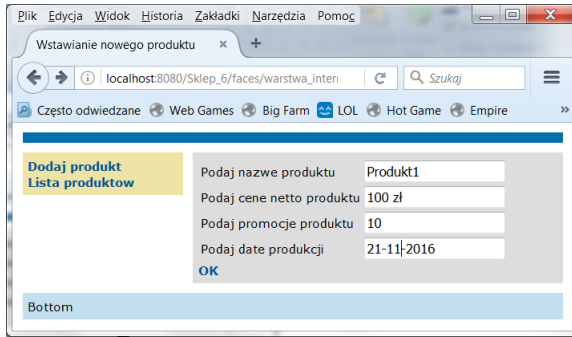 Plik Edycja Widok Historia Zakładki Narzędzia Pomoc
Wstawianie nowego produktu × +
localhost:8080/Sklep_6/faces/warstwa_inter Szukaj
Często odwiedzane Web Games Big Farm LOL Hot Game Empire »
Dodaj produkt
Lista produktow
Podaj nazwe produktu Produkt1
Podaj cene netto produktu 100 zł
Podaj promocje produktu 10
Podaj date produkcji 21-11-2016
OK
Bottom